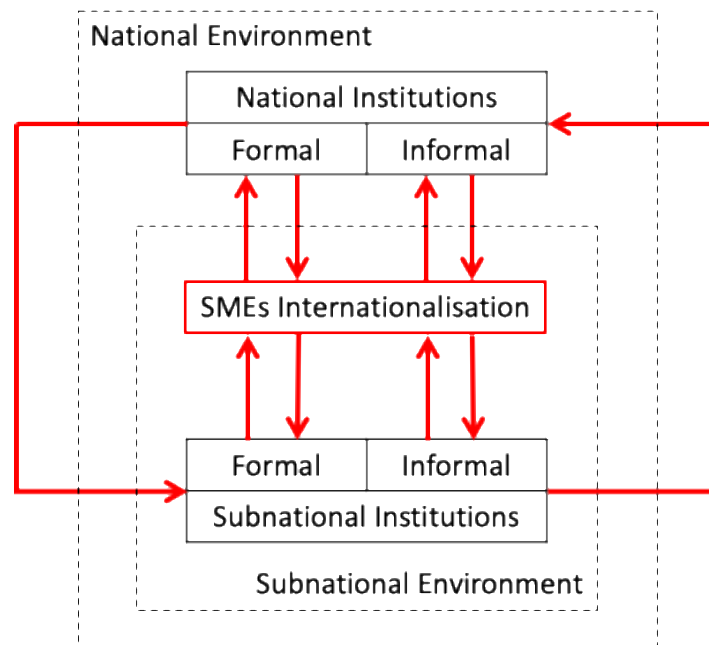 National Environment
National Institutions
Formal Informal
SMEs Internationalisation
Formal Informal
Subnational Institutions
Subnational Environment